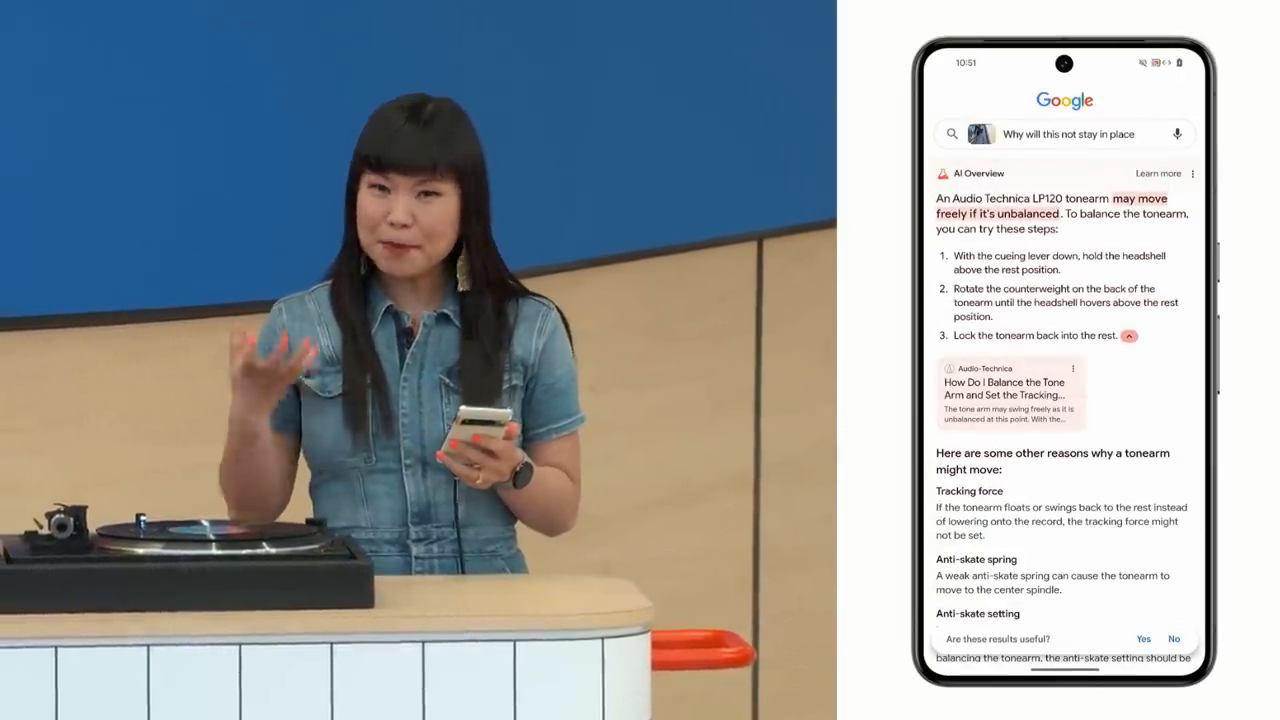 10:51
Google
Why will this not stay in place
AI Overview
Learn more
An Audio Technica LP120 tonearm may move
freely if it's unbalanced. To balance the tonearm,
you can try these steps:
1. With the cueing lever down, hold the headshell
above the rest position.
2. Rotate the counterweight on the back of the
tonearm until the headshell hovers above the rest
position.
3. Lock the tonearm back into the rest.
Audio-Technica
How Do I Balance the Tone
Arm and Set the Tracking...
The tone arm may swing freely as it is
unbalanced at this point. With the...
Here are some other reasons why a tonearm
might move:
Tracking force
If the tonearm floats or swings back to the rest instead
of lowering onto the record, the tracking force might
not be set.
Anti-skate spring
A weak anti-skate spring can cause the tonearm to
move to the center spindle.
Anti-skate setting
Are these results useful?
Yes
No
balancing the tonearm, the anti-skate setting should be